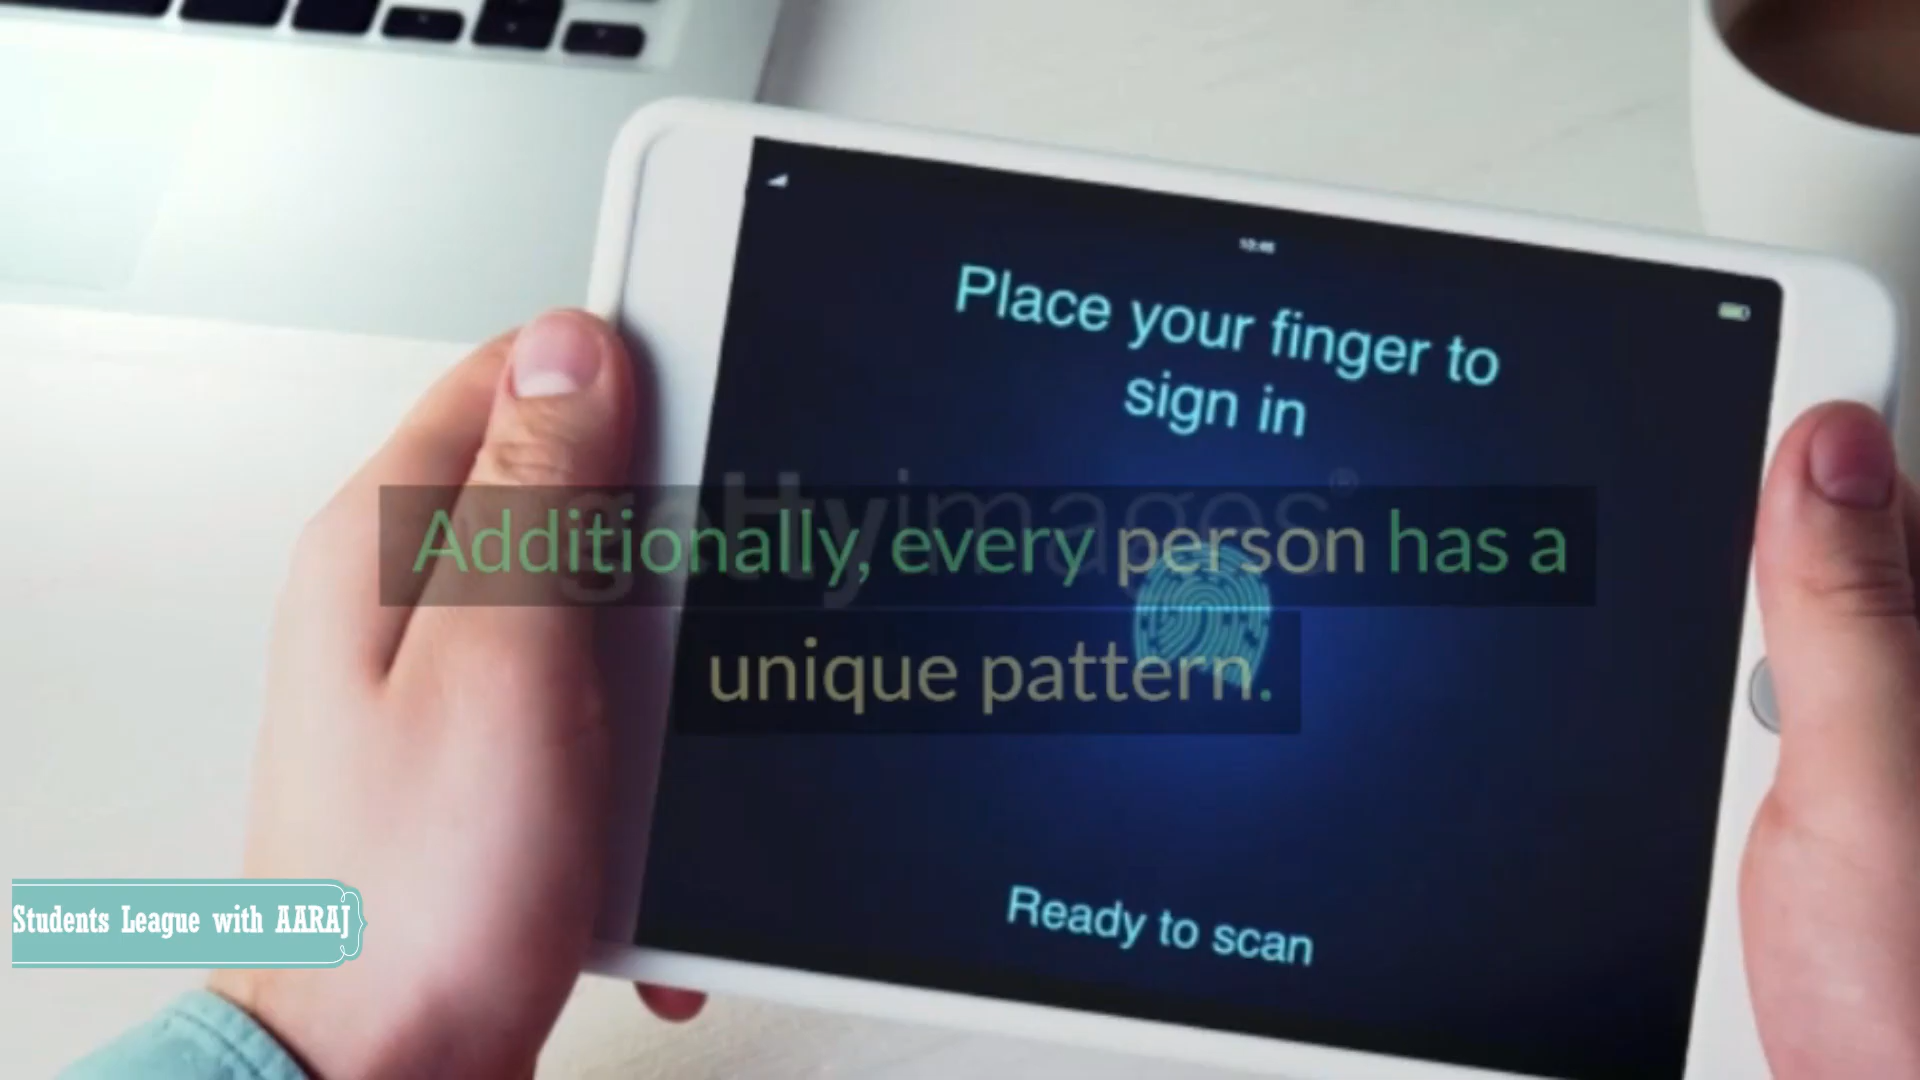 Place your finger to
sign in
gettyimages®
Additionally, every person has a
unique pattern.
Students League with AARAJ
Ready to scan